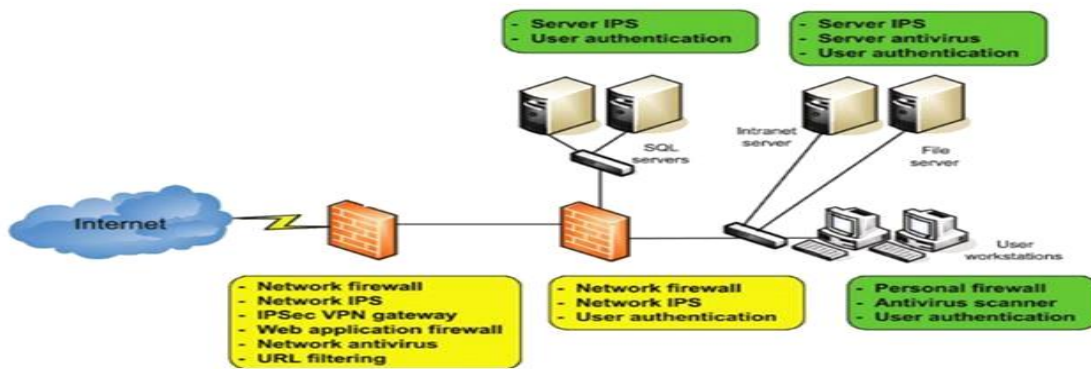 - Server IPS
- User authentication
- Server IPS
- Server antivirus
- User authentication
SQL
servers
Intranet
server
File
server
Internet
User
workstations
- Network firewall
- Network IPS
- IPSec VPN gateway
- Web application firewall
- Network antivirus
- URL filtering
- Network firewall
- Network IPS
- User authentication
- Personal firewall
- Antivirus scanner
- User authentication